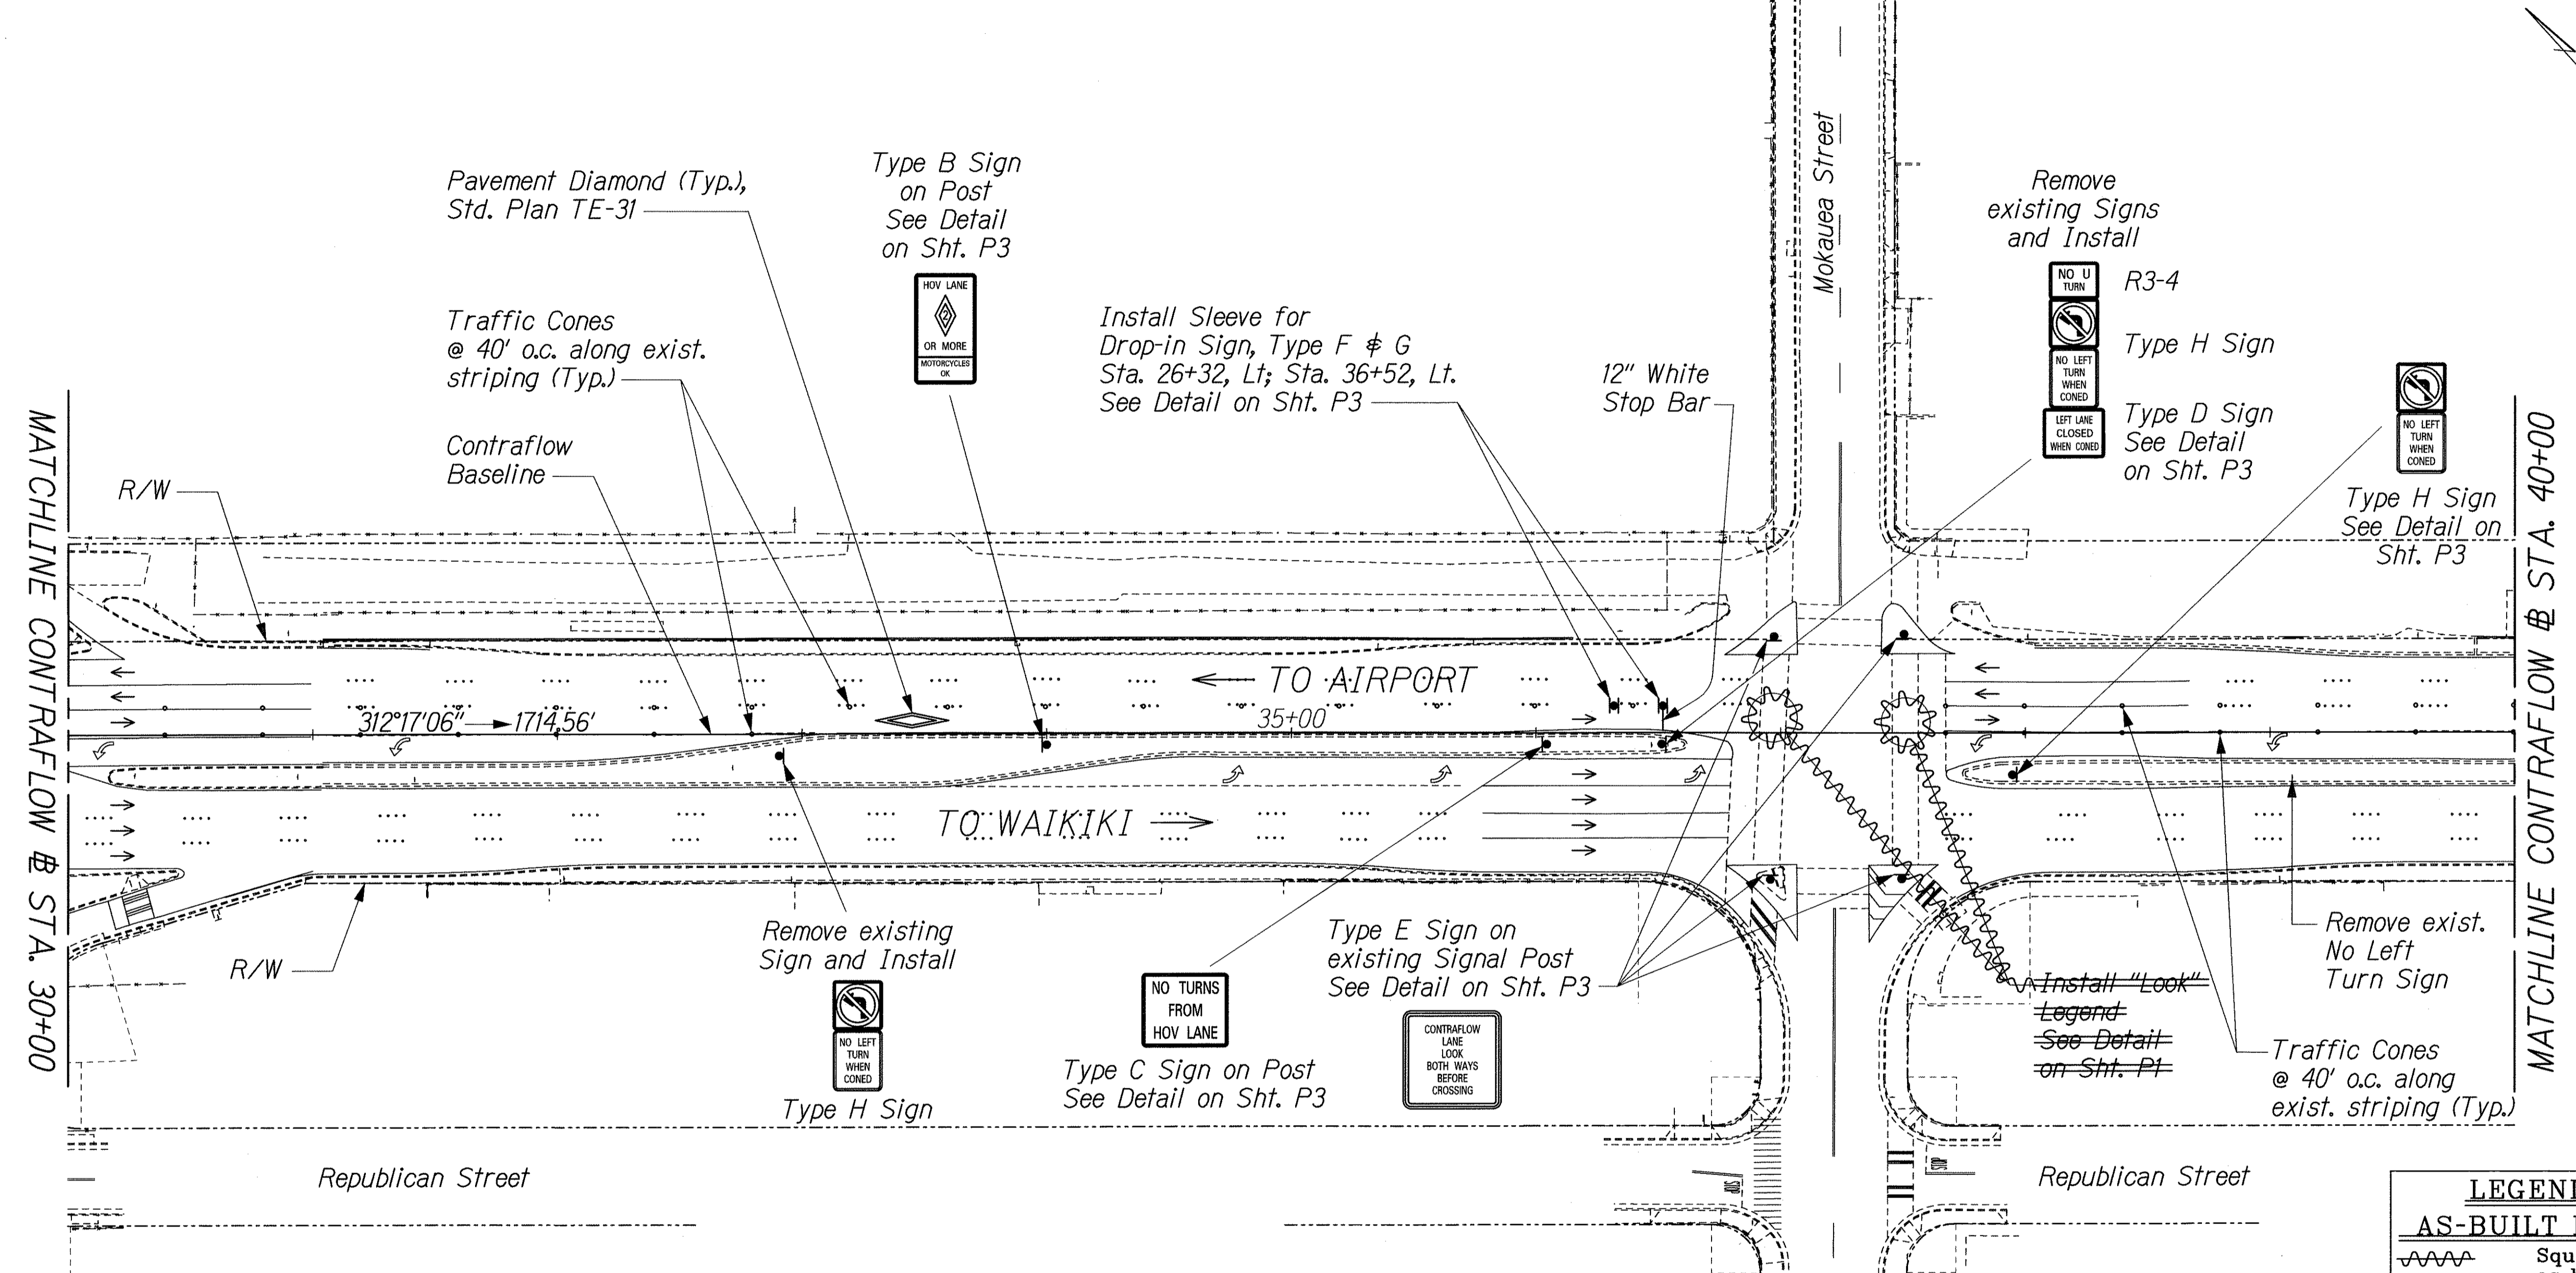 Pavement Diamond (Typ.),
Std. Plan TE-31
Type B Sign
on Post
See Detail
on Sht. P3
HOV LANE
2
OR MORE
MOTORCYCLES
OK
Traffic Cones
@ 40' o.c. along exist.
striping (Typ.)
Contraflow
Baseline
R/W
Install Sleeve for
Drop-in Sign, Type F & G
Sta. 26+32, Lt; Sta. 36+52, Lt.
See Detail on Sht. P3
12" White
Stop Bar
Mokauea Street
Remove
existing Signs
and Install
NO U
TURN
R3-4
Type H Sign
NO LEFT
TURN
WHEN
CONED
LEFT LANE
CLOSED
WHEN CONED
Type D Sign
See Detail
on Sht. P3
NO LEFT
TURN
WHEN
CONED
Type H Sign
See Detail on
Sht. P3
MATCHLINE CONTRAFLOW BL STA. 30+00
MATCHLINE CONTRAFLOW BL STA. 40+00
TO AIRPORT
312°17'06" 1714.56'
35+00
TO WAIKIKI
R/W
Remove existing
Sign and Install
NO LEFT
TURN
WHEN
CONED
Type H Sign
NO TURNS
FROM
HOV LANE
Type C Sign on Post
See Detail on Sht. P3
Type E Sign on
existing Signal Post
See Detail on Sht. P3
CONTRAFLOW
LANE
LOOK
BOTH WAYS
BEFORE
CROSSING
Install "Look"
Legend
See Detail
on Sht. P1
Remove exist.
No Left
Turn Sign
Traffic Cones
@ 40' o.c. along
exist. striping (Typ.)
Republican Street
STOP
STOP
Republican Street
LEGEN
AS-BUILT
Squ